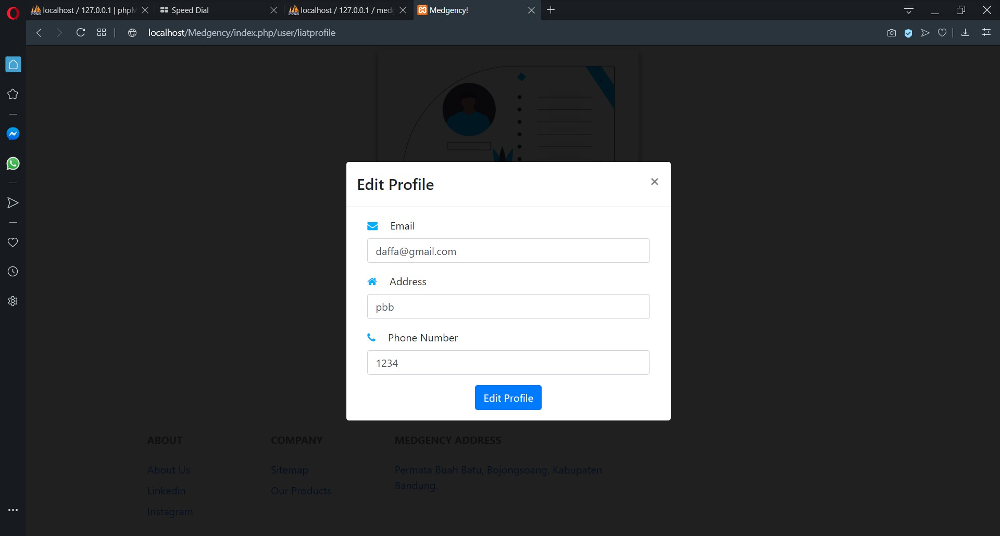 localhost / 127.0.0.1 | phpM
Speed Dial
localhost / 127.0.0.1 / med
Medgency!
localhost/Medgency/index.php/user/liatprofile
Edit Profile
Email
daffa@gmail.com
Address
pbb
Phone Number
1234
Edit Profile
ABOUT
COMPANY
MEDGENCY ADDRESS
About Us
Sitemap
Permata Buah Batu, Bojongsoang, Kabupaten
Bandung.
Linkedin
Our Products
Instagram